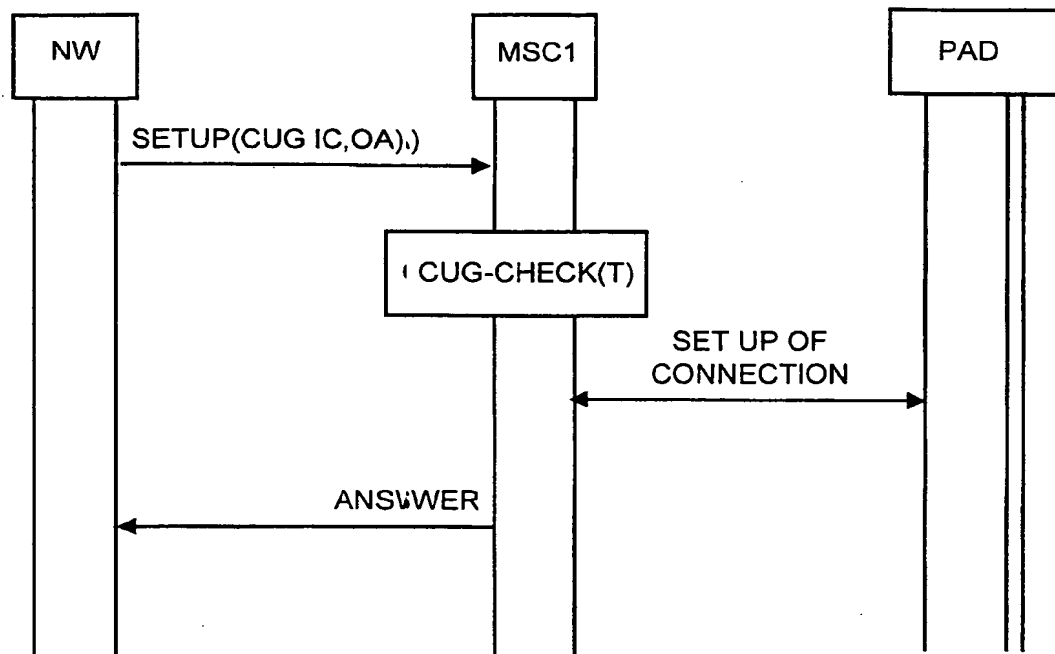 NW
MSC1
PAD
SETUP(CUG IC,OA),)
CUG-CHECK(T)
SET UP OF
CONNECTION
ANSWER